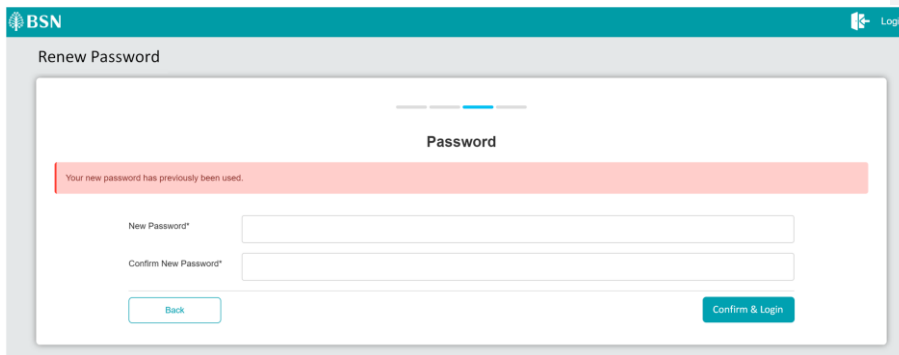 BSN
Logi
Renew Password
Password
Your new password has previously been used.
New Password*
Confirm New Password*
Back
Confirm & Login